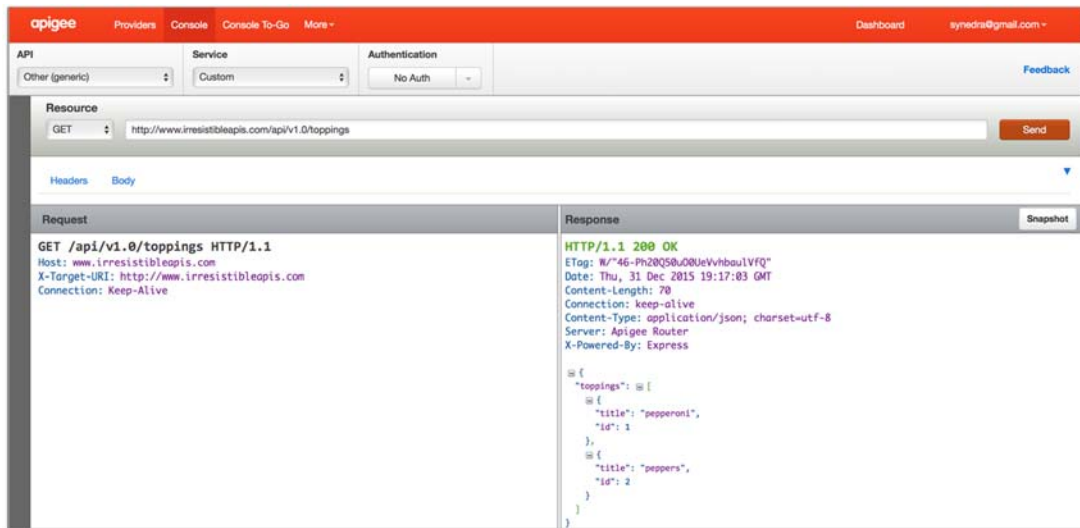 apigee Providers Console Console To-Go More Dashboard synedra@gmail.com
API Service Authentication
Other (generic) Custom No Auth Feedback
Resource
GET http://www.irresistibleapis.com/api/v1.0/toppings Send
Headers Body
Request Response Snapshot
GET /api/v1.0/toppings HTTP/1.1
Host: www.irresistibleapis.com
X-Target-URI: http://www.irresistibleapis.com
Connection: Keep-Alive
HTTP/1.1 200 OK
ETag: W/"46-Ph20Q50uO0UeVvhbaulVfQ"
Date: Thu, 31 Dec 2015 19:17:03 GMT
Content-Length: 70
Connection: keep-alive
Content-Type: application/json; charset=utf-8
Server: Apigee Router
X-Powered-By: Express
{
"toppings": [
{
"title": "pepperoni",
"id": 1
},
{
"title": "peppers",
"id": 2
}
]
}